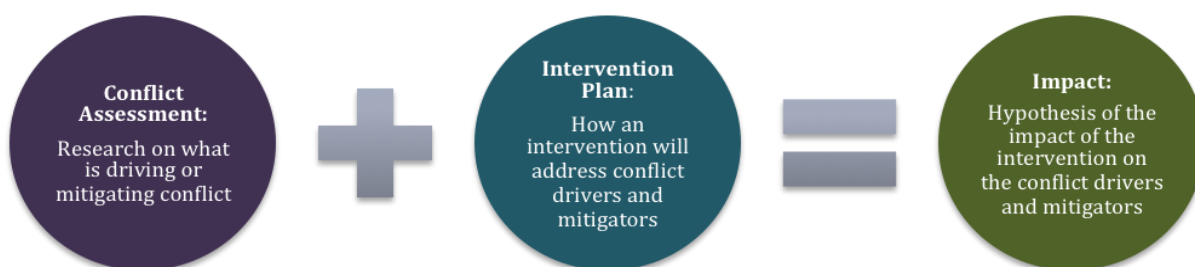 Conflict
Assessment:
Research on what
is driving or
mitigating conflict
Intervention
Plan:
How an
intervention will
address conflict
drivers and
mitigators
Impact:
Hypothesis of the
impact of the
intervention on
the conflict drivers
and mitigators